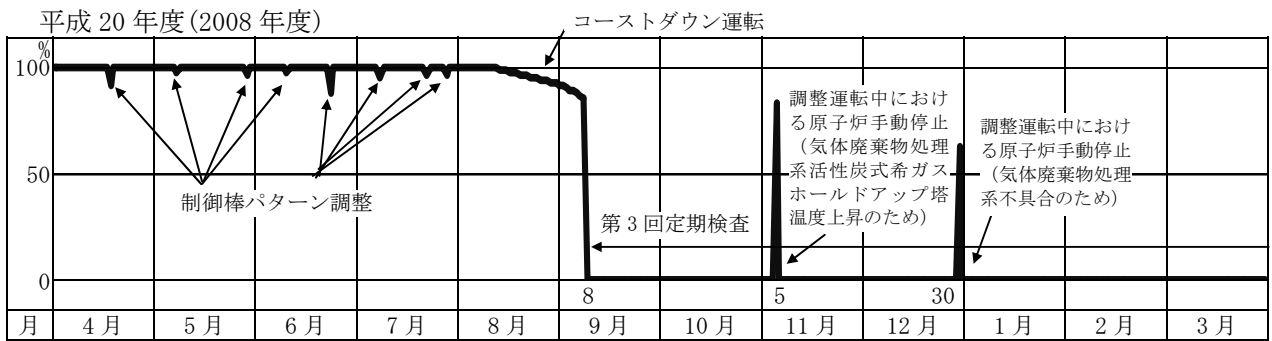 平成 20 年度(2008 年度)
コーストダウン運転
%
100
50
0
制御棒パターン調整
第 3 回定期検査
調整運転中におけ
る原子炉手動停止
（気体廃棄物処理
系活性炭式希ガス
ホールドアップ塔
温度上昇のため）
調整運転中におけ
る原子炉手動停止
（気体廃棄物処理
系不具合のため）
8
5
30
月 4 月 5 月 6 月 7 月 8 月 9 月 10 月 11 月 12 月 1 月 2 月 3 月